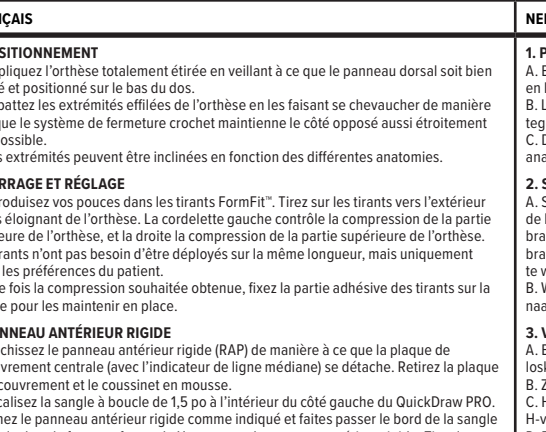 ÇAIS
SITIONNEMENT
pliquez l'orthèse totalement étirée en veillant à ce que le panneau dorsal soit bien
é et positionné sur le bas du dos.
battez les extrémités effilées de l'orthèse en les faisant se chevaucher de manière
que le système de fermeture crochet maintienne le côté opposé aussi étroitement
ossible.
s extrémités peuvent être inclinées en fonction des différentes anatomies.
RRAGE ET RÉGLAGE
roduisez vos pouces dans les tirants FormFit™. Tirez sur les tirants vers l'extérieur
s éloignant de l'orthèse. La cordelette gauche contrôle la compression de la partie
eure de l'orthèse, et la droite la compression de la partie supérieure de l'orthèse.
irants n'ont pas besoin d'être déployés sur la même longueur, mais uniquement
les préférences du patient.
e fois la compression souhaitée obtenue, fixez la partie adhésive des tirants sur la
e pour les maintenir en place.
NNEAU ANTÉRIEUR RIGIDE
chissez le panneau antérieur rigide (RAP) de manière à ce que la plaque de
vrement centrale (avec l'indicateur de ligne médiane) se détache. Retirez la plaque
couvrement et le coussinet en mousse.
calisez la sangle à boucle de 1,5 po à l'intérieur du côté gauche du QuickDraw PRO.
nez le panneau antérieur rigide comme indiqué et faites passer le bord de la sangle
NE
1. P
A. E
en
B. L
teg
C. D
ana
2. S
A. S
de
bra
bra
te w
B. W
naa
3. V
A. E
losk
B. Z
C. H
H-v